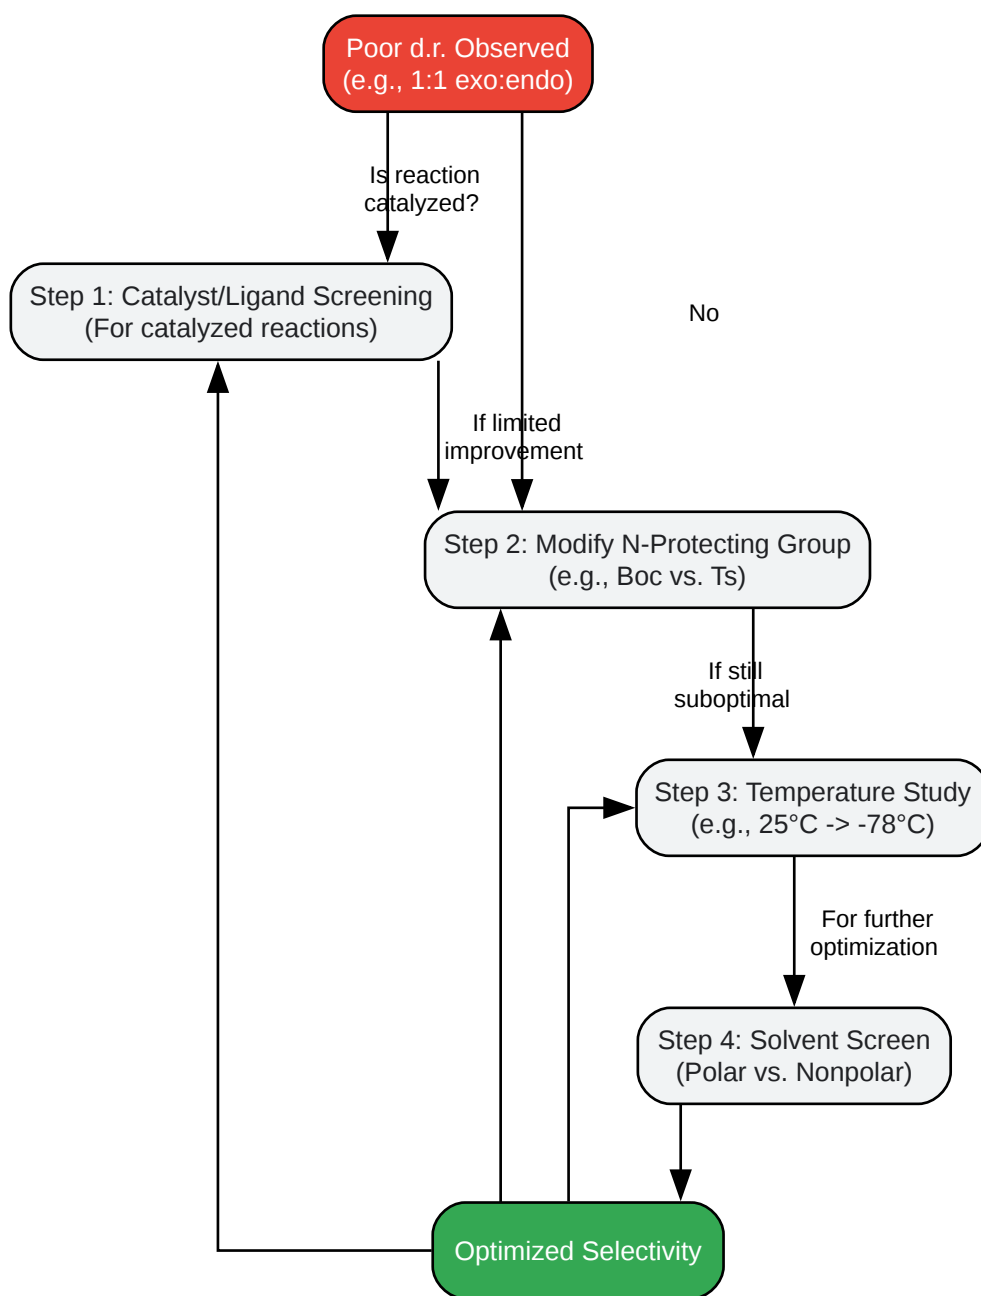 Poor d.r. Observed
(e.g., 1:1 exo:endo)
Is reaction
catalyzed?
Step 1: Catalyst/Ligand Screening
(For catalyzed reactions)
No
If limited
improvement
Step 2: Modify N-Protecting Group
(e.g., Boc vs. Ts)
If still
suboptimal
Step 3: Temperature Study
(e.g., 25°C -> -78°C)
For further
optimization
Step 4: Solvent Screen
(Polar vs. Nonpolar)
Optimized Selectivity